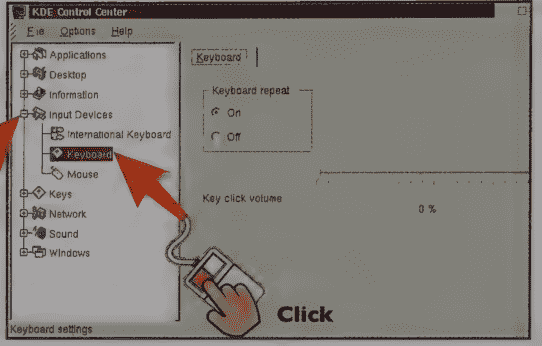 KDE Control Center
File Options Help
Applications
Desktop
Information
Input Devices
International Keyboard
Keyboard
Mouse
Keys
Network
Sound
Windows
Keyboard
Keyboard repeat
On
Off
Key click volume
0 %
Click
Keyboard settings